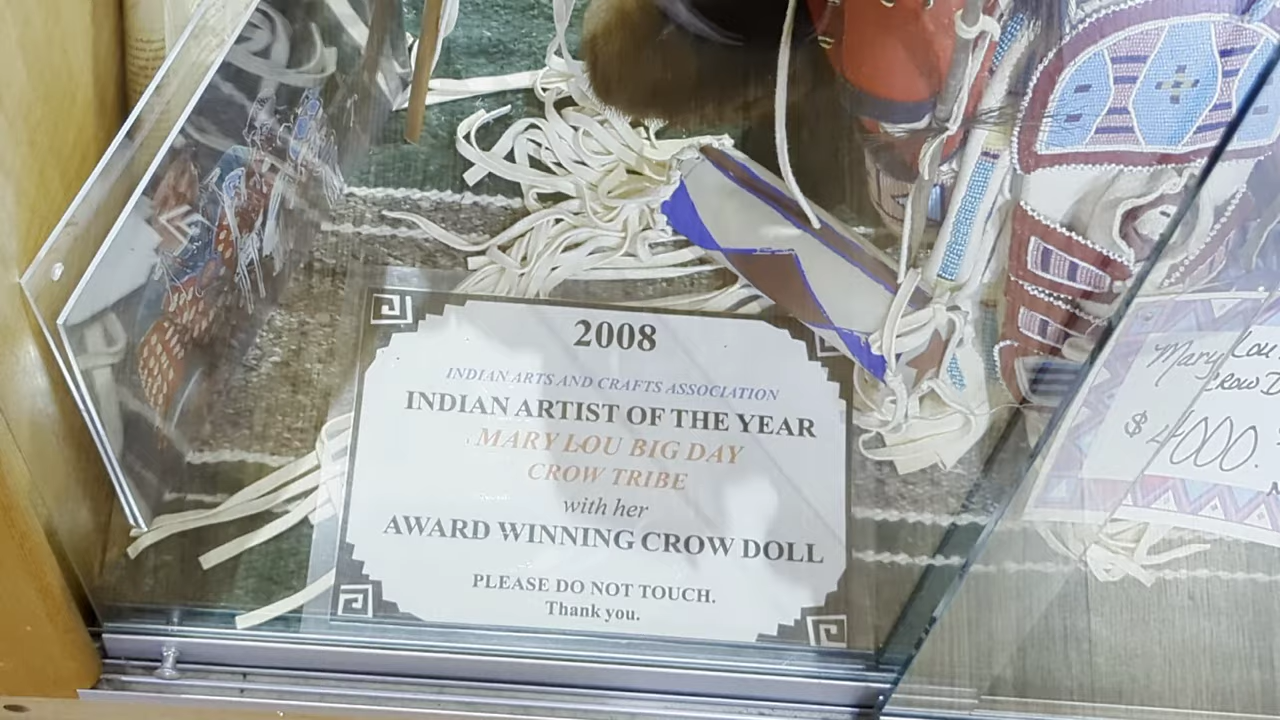 2008
INDIAN ARTS AND CRAFTS ASSOCIATION
INDIAN ARTIST OF THE YEAR
MARY LOU BIG DAY
CROW TRIBE
with her
AWARD WINNING CROW DOLL
PLEASE DO NOT TOUCH.
Thank you.
Mary Lou
Crow D
$4000.